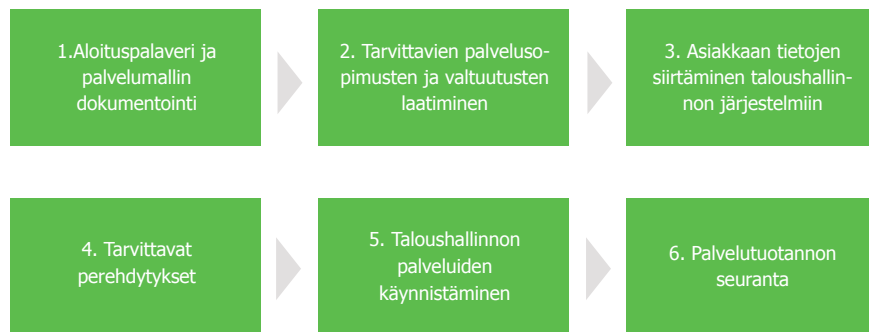 1.Aloituspalaveri ja
palvelumallin
dokumentointi
2. Tarvittavien palveluso-
pimusten ja valtuutusten
laatiminen
3. Asiakkaan tietojen
siirtäminen taloushallin-
non järjestelmiin
4. Tarvittavat
perehdytykset
5. Taloushallinnon
palveluiden
käynnistäminen
6. Palvelutuotannon
seuranta